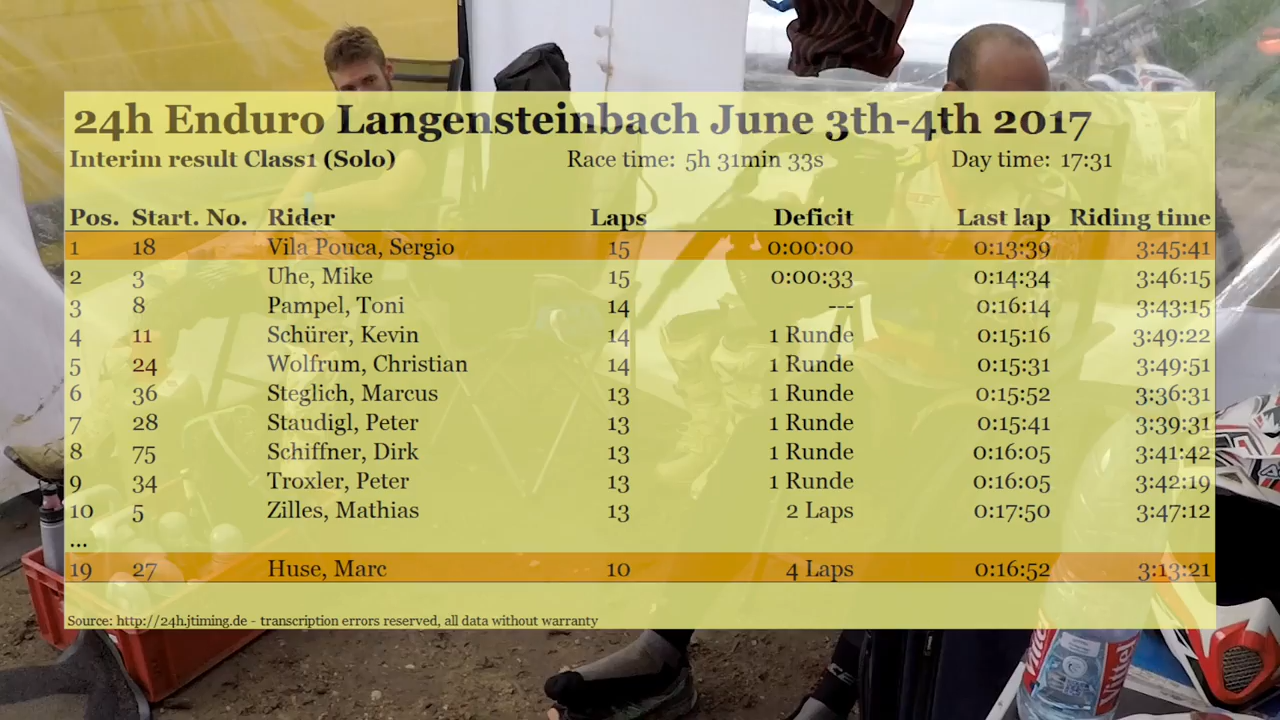 24h Enduro Langensteinbach June 3th-4th 2017
Interim result Class1 (Solo) Race time: 5h 31min 33s Day time: 17:31
Pos. Start. No. Rider Laps Deficit Last lap Riding time
1 18 Vila Pouca, Sergio 15 0:00:00 0:13:39 3:45:41
2 3 Uhe, Mike 15 0:00:33 0:14:34 3:46:15
3 8 Pampel, Toni 14 --- 0:16:14 3:43:15
4 11 Schürer, Kevin 14 1 Runde 0:15:16 3:49:22
5 24 Wolfrum, Christian 14 1 Runde 0:15:31 3:49:51
6 36 Steglich, Marcus 13 1 Runde 0:15:52 3:36:31
7 28 Staudigl, Peter 13 1 Runde 0:15:41 3:39:31
8 75 Schiffner, Dirk 13 1 Runde 0:16:05 3:41:42
9 34 Troxler, Peter 13 1 Runde 0:16:05 3:42:19
10 5 Zilles, Mathias 13 2 Laps 0:17:50 3:47:12
...
19 27 Huse, Marc 10 4 Laps 0:16:52 3:13:21
Source: http://24h.jtiming.de - transcription errors reserved, all data without warranty
Vittel